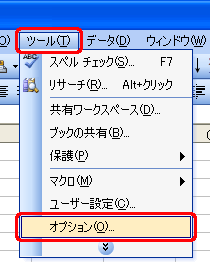 O) ツール(T) データ(D) ウィンドウ(W)
スペル チェック(S)... F7
リサーチ(R)... Alt+クリック
共有ワークスペース(D)...
ブックの共有(B)...
保護(P)
マクロ(M)
ユーザー設定(C)...
オプション(O)...